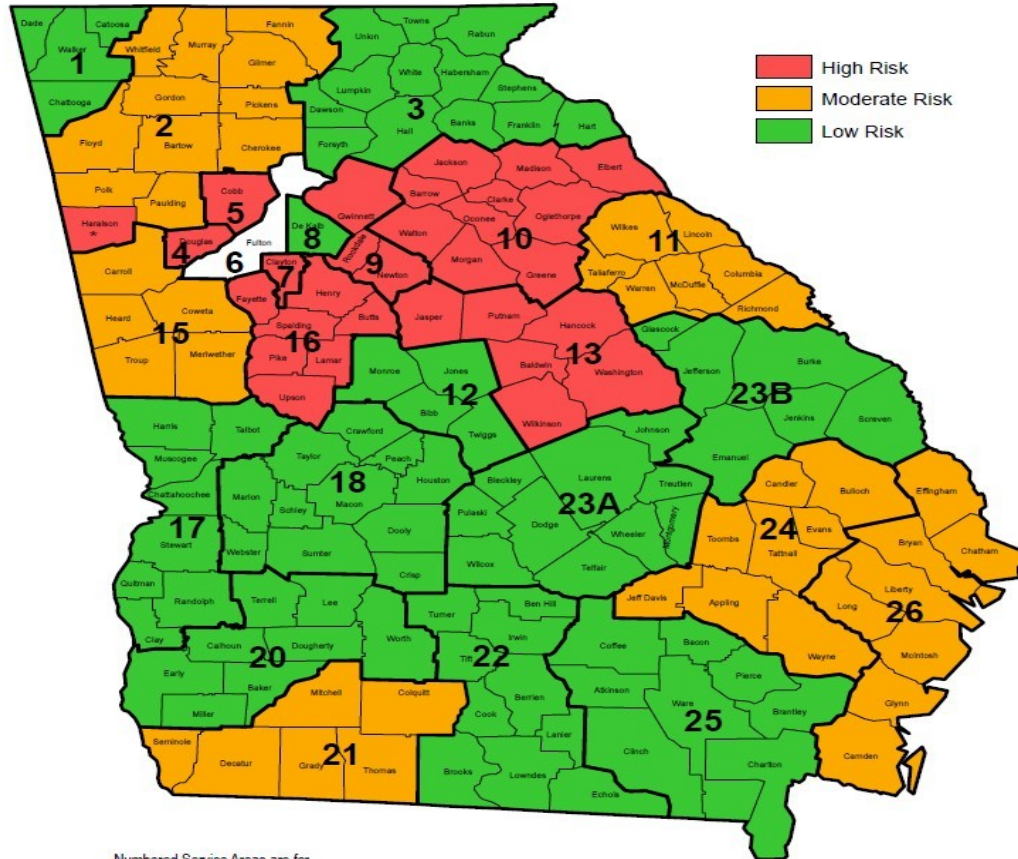 Dade
Catoosa
Walker
1
Chattooga
Whitfield
Murray
Fannin
Gilmer
Gordon
Pickens
2
Floyd
Bartow
Cherokee
Polk
Paulding
Haralson
*
Towns
Union
Rabun
White
Habersham
Lumpkin
Stephens
Dawson
3
Banks
Franklin
Hart
Hall
Forsyth
High Risk
Moderate Risk
Low Risk
Cobb
5
Douglas
4
Fulton
6
De Kalb
8
Clayton
7
Gwinnett
Rockdale
9
Newton
Jackson
Madison
Elbert
Barrow
Clarke
Oconee
Oglethorpe
Walton
10
Morgan
Greene
Wilkes
Lincoln
11
Taliaferro
Columbia
Warren
McDuffie
Richmond
Carroll
Coweta
Heard
15
Troup
Meriwether
Fayette
Henry
Spalding
Butts
16
Pike
Lamar
Upson
Jasper
Putnam
Hancock
13
Baldwin
Washington
Wilkinson
Monroe
Jones
12
Bibb
Twiggs
Glascock
Burke
Jefferson
23B
Jenkins
Screven
Emanuel
Harris
Talbot
Muscogee
Chattahoochee
17
Stewart
Quitman
Randolph
Clay
Crawford
Taylor
Peach
18
Houston
Marion
Macon
Schley
Dooly
Webster
Sumter
Crisp
Johnson
Bleckley
Laurens
Treutlen
23A
Pulaski
Dodge
Wheeler
Montgomery
Wilcox
Telfair
Candler
Bulloch
Effingham
24
Evans
Toombs
Tattnall
Bryan
Chatham
Jeff Davis
Appling
Wayne
Liberty
Long
26
McIntosh
Glynn
Camden
Terrell
Lee
Calhoun
Dougherty
Worth
20
Early
Baker
Miller
Mitchell
Colquitt
Seminole
Decatur
21
Grady
Thomas
Turner
Ben Hill
Irwin
Tift
22
Berrien
Cook
Lanier
Brooks
Lowndes
Echols
Coffee
Bacon
Pierce
Atkinson
Ware
25
Brantley
Clinch
Charlton
Numbered Service Areas are for